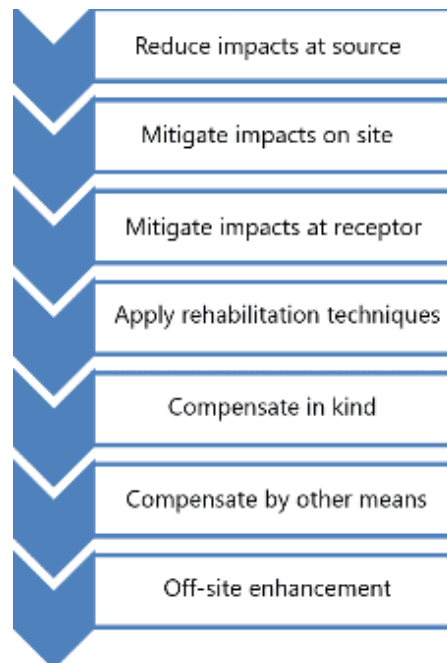 Reduce impacts at source
Mitigate impacts on site
Mitigate impacts at receptor
Apply rehabilitation techniques
Compensate in kind
Compensate by other means
Off-site enhancement